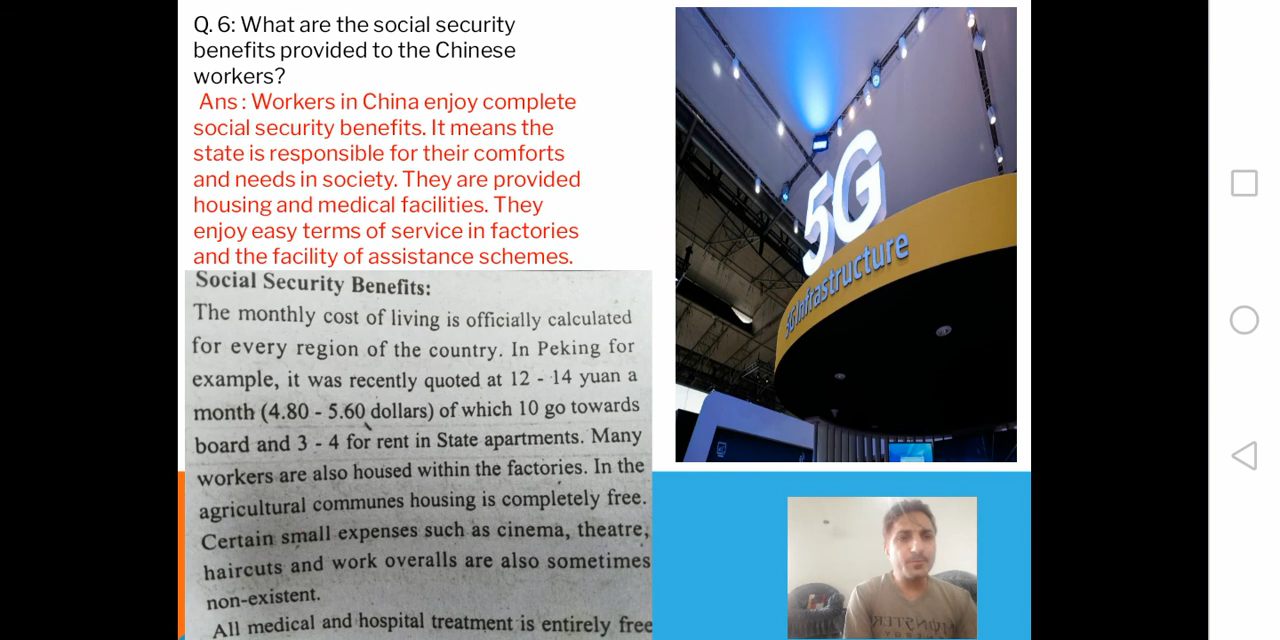 Q. 6: What are the social security
benefits provided to the Chinese
workers?
Ans : Workers in China enjoy complete
social security benefits. It means the
state is responsible for their comforts
and needs in society. They are provided
housing and medical facilities. They
enjoy easy terms of service in factories
and the facility of assistance schemes.
Social Security Benefits:
The monthly cost of living is officially calculated
for every region of the country. In Peking for
example, it was recently quoted at 12 - 14 yuan a
month (4.80 - 5.60 dollars) of which 10 go towards
board and 3 - 4 for rent in State apartments. Many
workers are also housed within the factories. In the
agricultural communes housing is completely free.
Certain small expenses such as cinema, theatre,
haircuts and work overalls are also sometimes
non-existent.
All medical and hospital treatment is entirely free
5G
5G Infrastructure